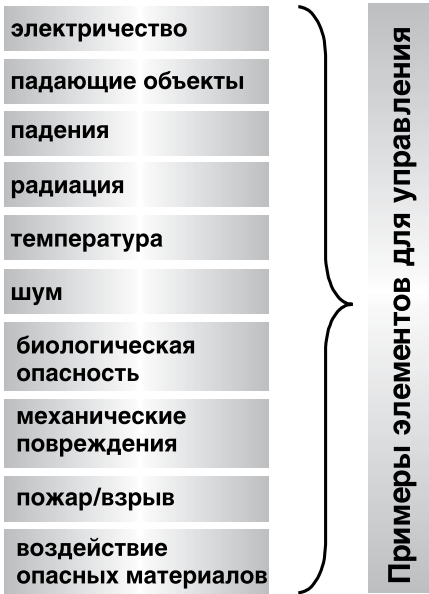 электричество
падающие объекты
падения
радиация
температура
шум
биологическая
опасность
механические
повреждения
пожар/взрыв
воздействие
опасных материалов
Примеры элементов для управления